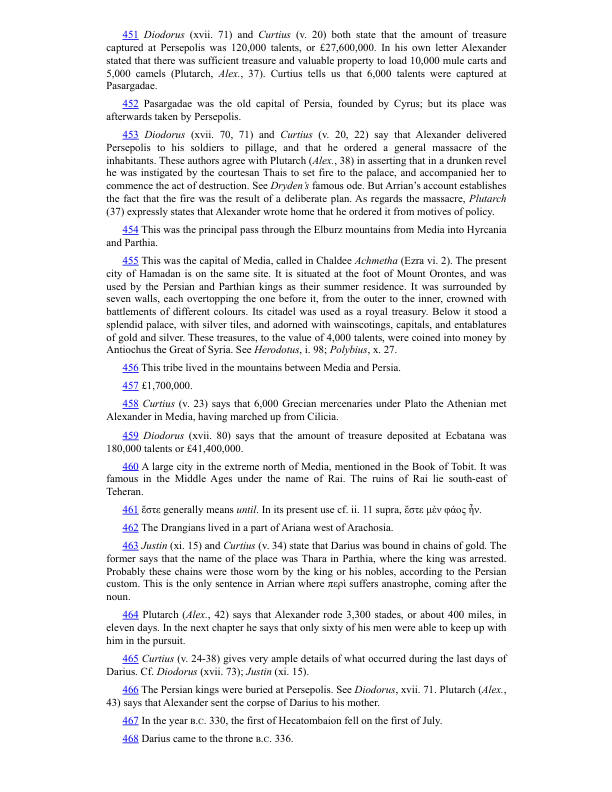 451 Diodorus (xvii. 71) and Curtius (v. 20) both state that the amount of treasure
captured at Persepolis was 120,000 talents, or £27,600,000. In his own letter Alexander
stated that there was sufficient treasure and valuable property to load 10,000 mule carts and
5,000 camels (Plutarch, Alex., 37). Curtius tells us that 6,000 talents were captured at
Pasargadae.
452 Pasargadae was the old capital of Persia, founded by Cyrus; but its place was
afterwards taken by Persepolis.
453 Diodorus (xvii. 70, 71) and Curtius (v. 20, 22) say that Alexander delivered
Persepolis to his soldiers to pillage, and that he ordered a general massacre of the
inhabitants. These authors agree with Plutarch (Alex., 38) in asserting that in a drunken revel
he was instigated by the courtesan Thais to set fire to the palace, and accompanied her to
commence the act of destruction. See Dryden’s famous ode. But Arrian’s account establishes
the fact that the fire was the result of a deliberate plan. As regards the massacre, Plutarch
(37) expressly states that Alexander wrote home that he ordered it from motives of policy.
454 This was the principal pass through the Elburz mountains from Media into Hyrcania
and Parthia.
455 This was the capital of Media, called in Chaldee Achmetha (Ezra vi. 2). The present
city of Hamadan is on the same site. It is situated at the foot of Mount Orontes, and was
used by the Persian and Parthian kings as their summer residence. It was surrounded by
seven walls, each overtopping the one before it, from the outer to the inner, crowned with
battlements of different colours. Its citadel was used as a royal treasury. Below it stood a
splendid palace, with silver tiles, and adorned with wainscotings, capitals, and entablatures
of gold and silver. These treasures, to the value of 4,000 talents, were coined into money by
Antiochus the Great of Syria. See Herodotus, i. 98; Polybius, x. 27.
456 This tribe lived in the mountains between Media and Persia.
457 £1,700,000.
458 Curtius (v. 23) says that 6,000 Grecian mercenaries under Plato the Athenian met
Alexander in Media, having marched up from Cilicia.
459 Diodorus (xvii. 80) says that the amount of treasure deposited at Ecbatana was
180,000 talents or £41,400,000.
460 A large city in the extreme north of Media, mentioned in the Book of Tobit. It was
famous in the Middle Ages under the name of Rai. The ruins of Rai lie south-east of
Teheran.
461 ἔστε generally means until. In its present use cf. ii. 11 supra, ἔστε μὲν φάος ἦν.
462 The Drangians lived in a part of Ariana west of Arachosia.
463 Justin (xi. 15) and Curtius (v. 34) state that Darius was bound in chains of gold. The
former says that the name of the place was Thara in Parthia, where the king was arrested.
Probably these chains were those worn by the king or his nobles, according to the Persian
custom. This is the only sentence in Arrian where περὶ suffers anastrophe, coming after the
noun.
464 Plutarch (Alex., 42) says that Alexander rode 3,300 stades, or about 400 miles, in
eleven days. In the next chapter he says that only sixty of his men were able to keep up with
him in the pursuit.
465 Curtius (v. 24-38) gives very ample details of what occurred during the last days of
Darius. Cf. Diodorus (xvii. 73); Justin (xi. 15).
466 The Persian kings were buried at Persepolis. See Diodorus, xvii. 71. Plutarch (Alex.,
43) says that Alexander sent the corpse of Darius to his mother.
467 In the year B.C. 330, the first of Hecatombaion fell on the first of July.
468 Darius came to the throne B.C. 336.